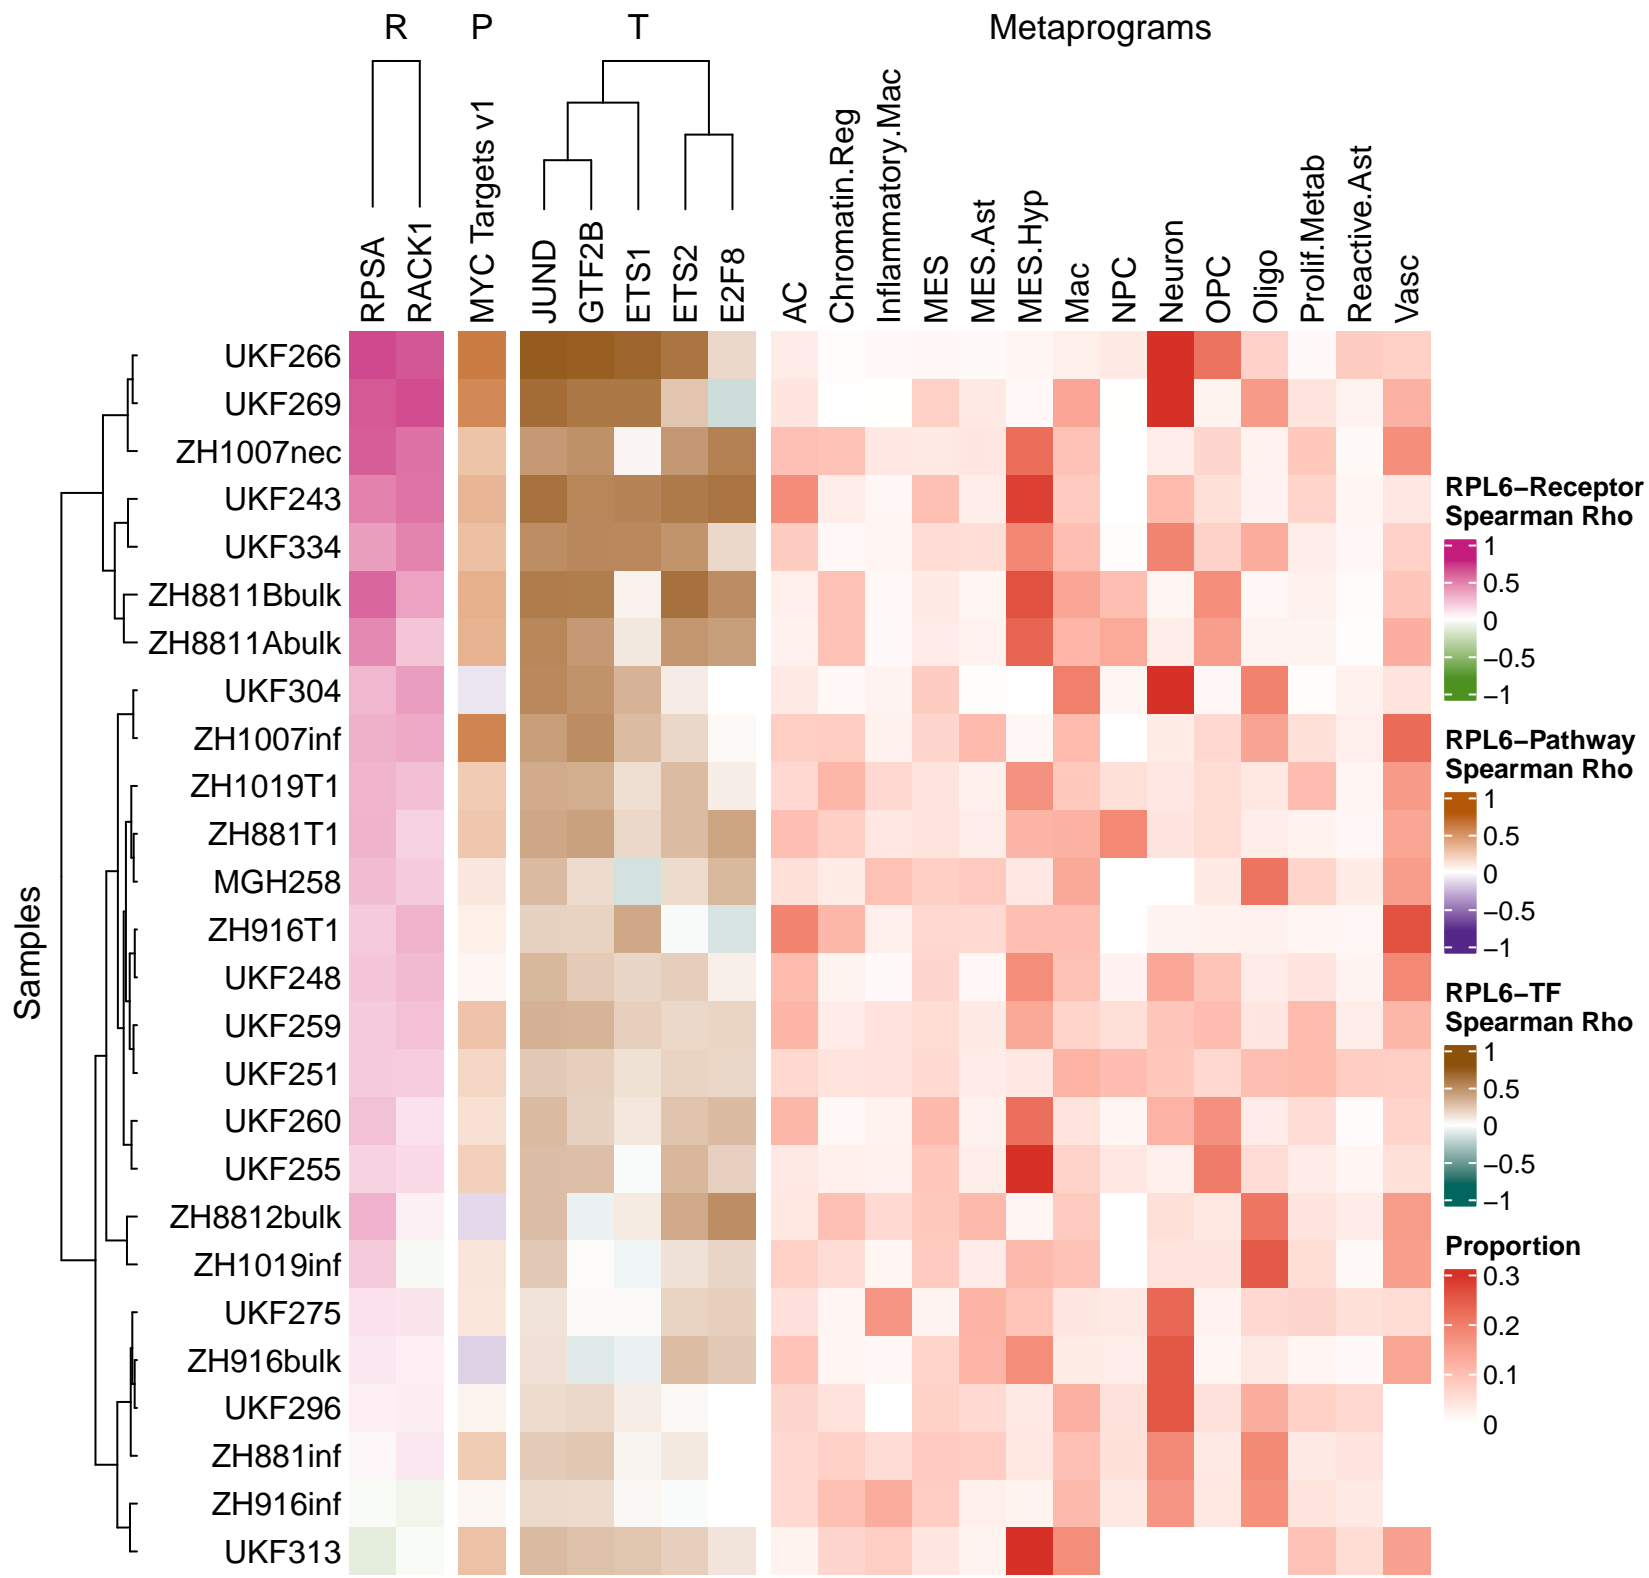 R P T Metaprograms
RPSA RACK1 MYC Targets v1 JUND GTF2B ETS1 ETS2 E2F8 AC Chromatin.Reg Inflammatory.Mac MES MES.Ast MES.Hyp Mac NPC Neuron OPC Oligo Prolif.Metab Reactive.Ast Vasc
Samples
UKF266
UKF269
ZH1007nec
UKF243
UKF334
ZH8811Bbulk
ZH8811Abulk
UKF304
ZH1007inf
ZH1019T1
ZH881T1
MGH258
ZH916T1
UKF248
UKF259
UKF251
UKF260
UKF255
ZH8812bulk
ZH1019inf
UKF275
ZH916bulk
UKF296
ZH881inf
ZH916inf
UKF313
RPL6−Receptor
Spearman Rho
1
0.5
0
−0.5
−1
RPL6−Pathway
Spearman Rho
1
0.5
0
−0.5
−1
RPL6−TF
Spearman Rho
1
0.5
0
−0.5
−1
Proportion
0.3
0.2
0.1
0